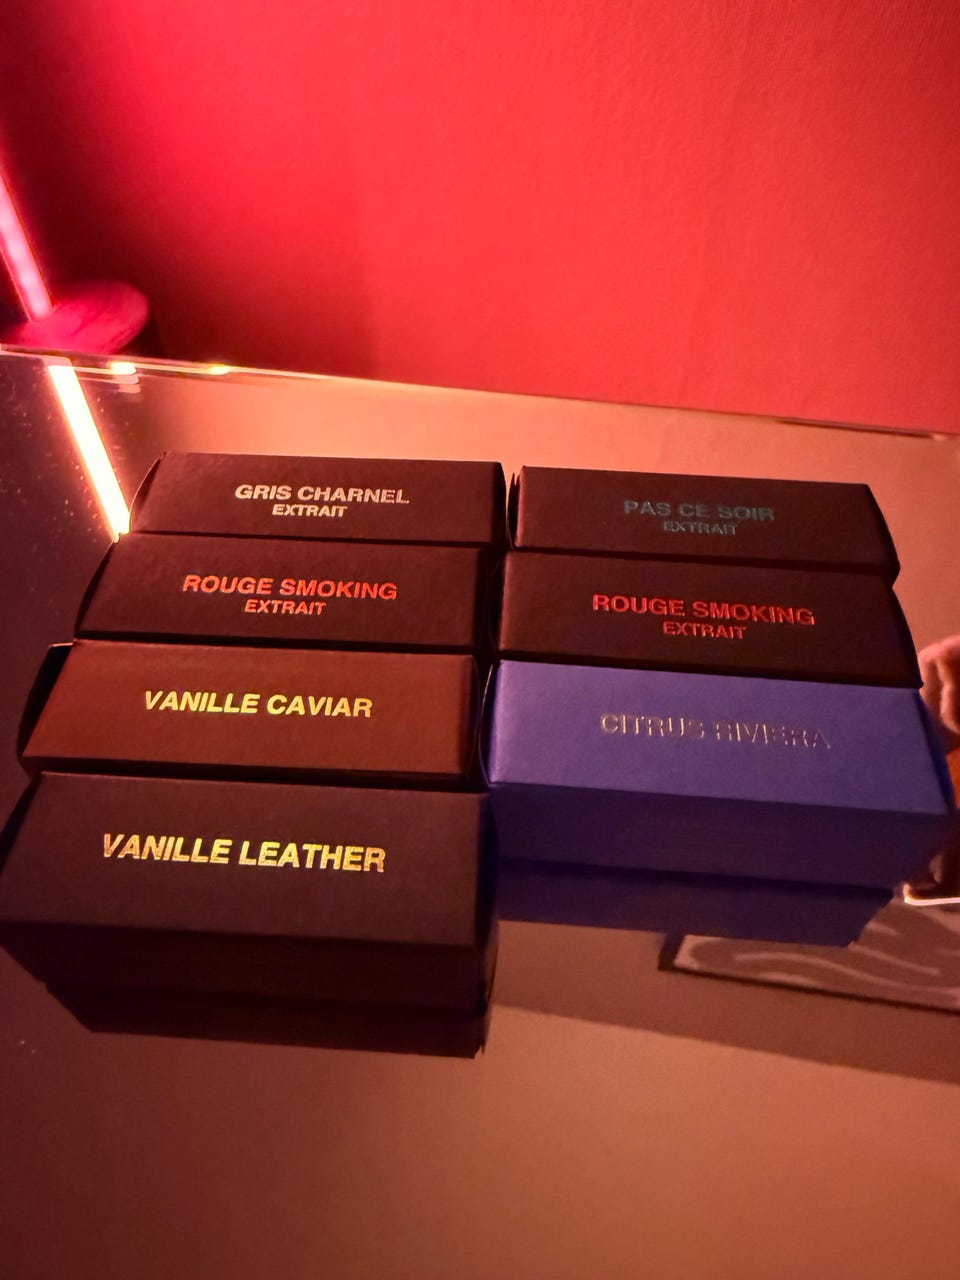 GRIS CHARNEL
EXTRAIT
ROUGE SMOKING
EXTRAIT
VANILLE CAVIAR
VANILLE LEATHER
PAS CE SOIR
EXTRAIT
ROUGE SMOKING
EXTRAIT
CITRUS RIVIERA